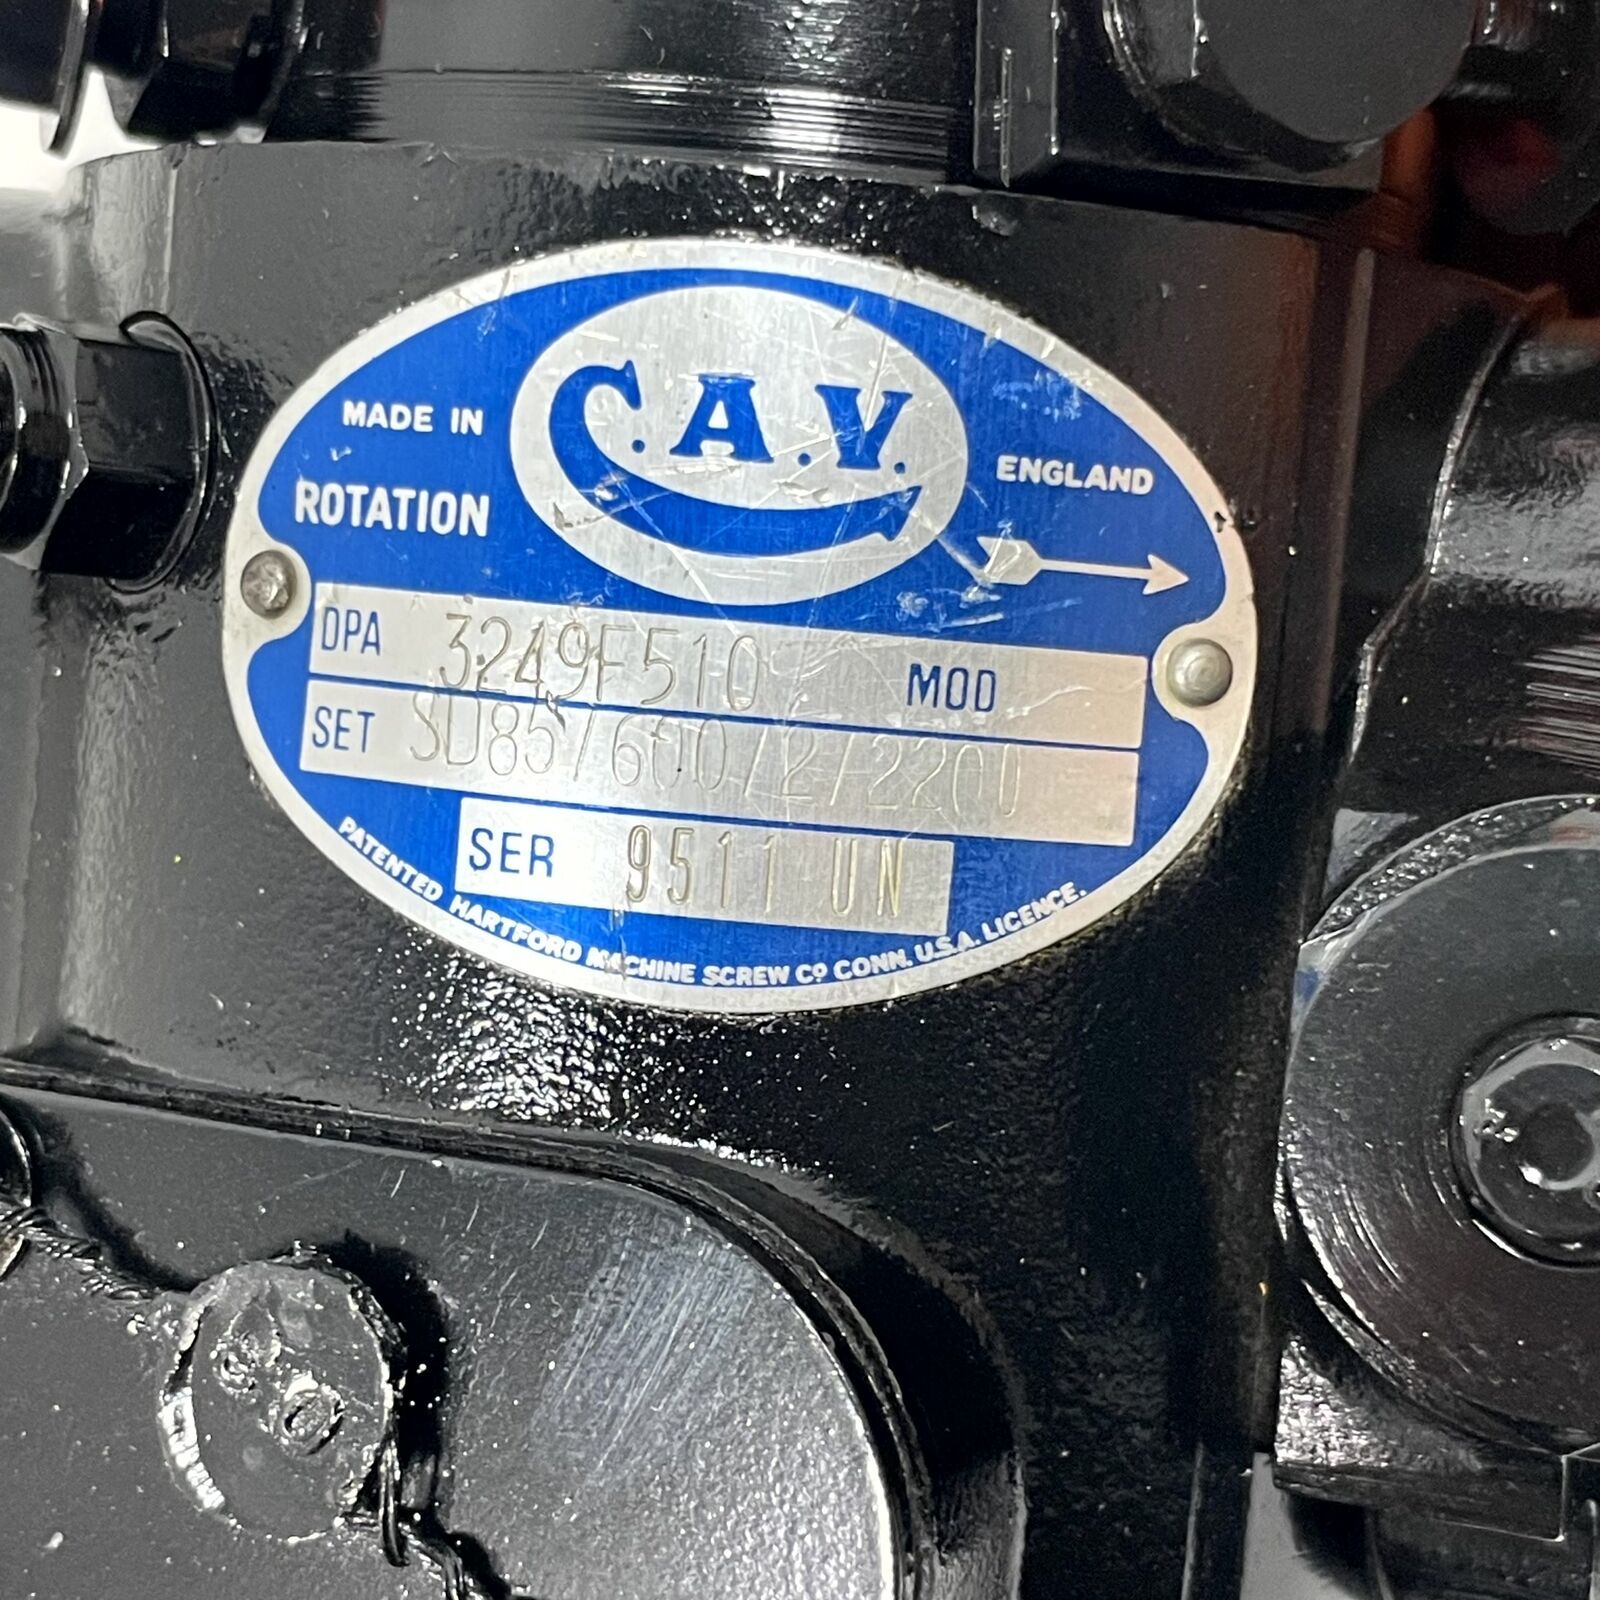 C.A.V.
MADE IN ENGLAND
ROTATION
DPA 3249F510 MOD
SET SD85/600/2/2200
SER 9511 UN
PATENTED HARTFORD MACHINE SCREW Cº CONN. U.S.A. LICENCE.